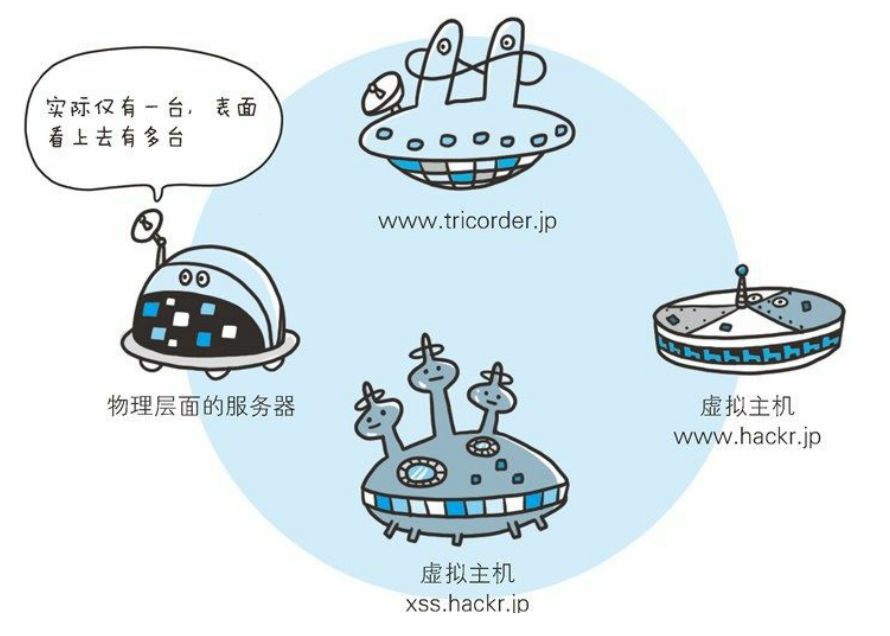 实际仅有一台，表面
看上去有多台
www.tricorder.jp
物理层面的服务器
虚拟主机
www.hackr.jp
虚拟主机
xss.hackr.jp